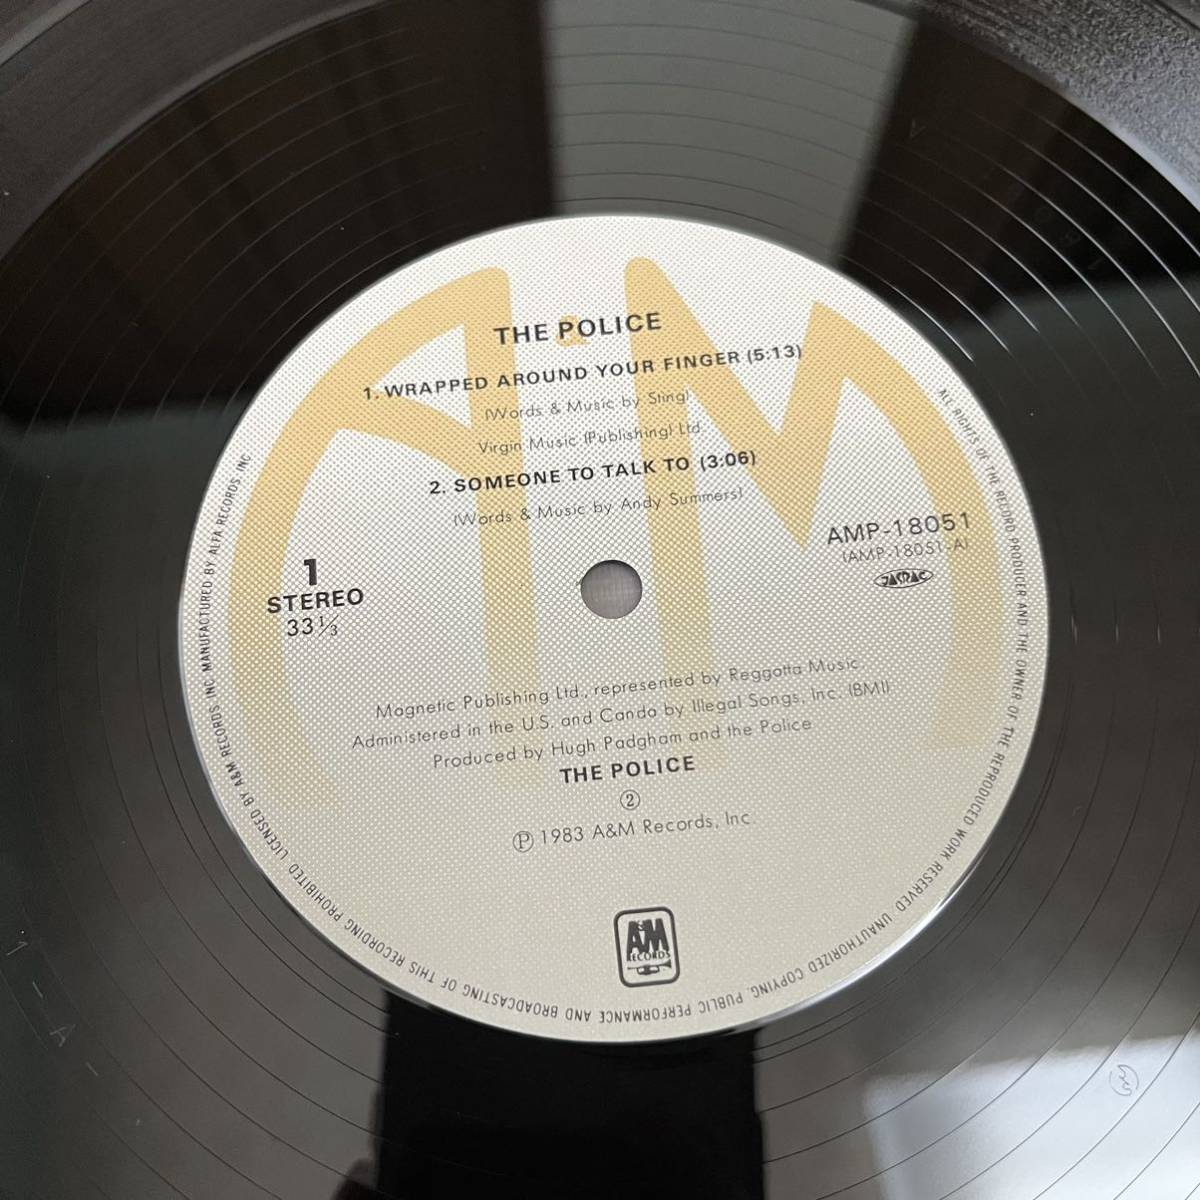 THE POLICE
1. WRAPPED AROUND YOUR FINGER (5:13)
(Words & Music by Sting)
Virgin Music (Publishing) Ltd.
2. SOMEONE TO TALK TO (3:06)
(Words & Music by Andy Summers)
1
STEREO
33 1/3
AMP-18051
(AMP-18051-A)
JASRAC
Magnetic Publishing Ltd., represented by Reggatta Music
Administered in the U.S. and Canda by Illegal Songs, Inc. (BMI)
Produced by Hugh Padgham and the Police
THE POLICE
②
Ⓟ 1983 A&M Records, Inc
A&M
RECORDS
ALL RIGHTS OF THE RECORD PRODUCER AND THE OWNER OF THE REPRODUCED WORK RESERVED. UNAUTHORIZED COPYING, PUBLIC PERFORMANCE AND BROADCASTING OF THIS RECORDING PROHIBITED. LICENSED BY A&M RECORDS, INC. MANUFACTURED BY ALFA RECORDS, INC